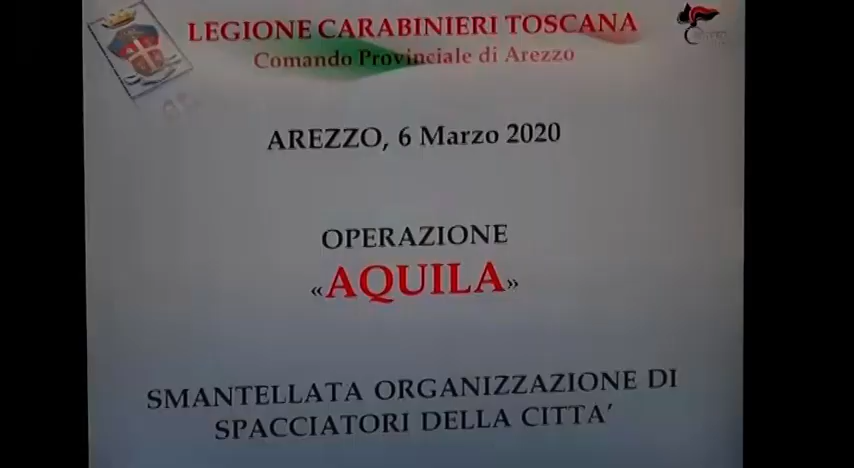 LEGIONE CARABINIERI TOSCANA
Comando Provinciale di Arezzo
AREZZO, 6 Marzo 2020
OPERAZIONE
«AQUILA»
SMANTELLATA ORGANIZZAZIONE DI
SPACCIATORI DELLA CITTA’